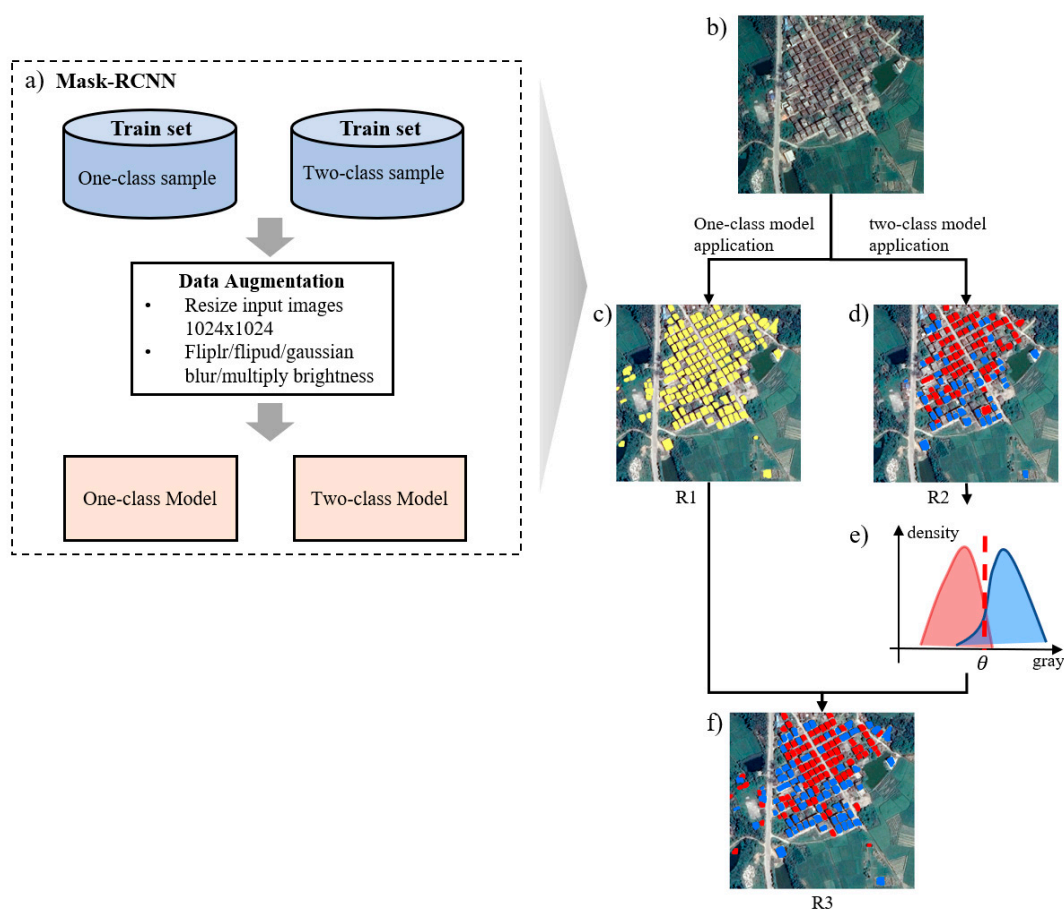 a) Mask-RCNN
Train set
One-class sample
Train set
Two-class sample
Data Augmentation
• Resize input images
1024x1024
• Fliplr/flipud/gaussian
blur/multiply brightness
One-class Model
Two-class Model
b)
One-class model
application
two-class model
application
c)
R1
d)
R2
e)
density
θ
gray
f)
R3